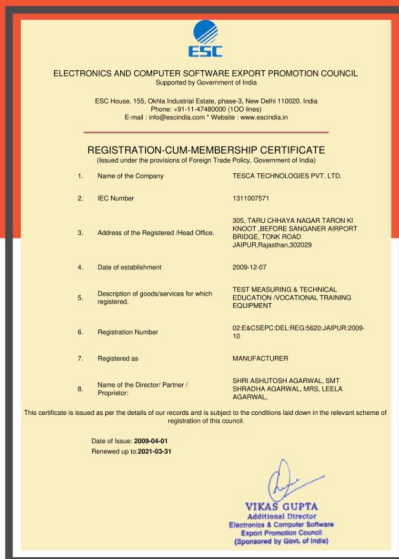 ESC
ELECTRONICS AND COMPUTER SOFTWARE EXPORT PROMOTION COUNCIL
Supported by Government of India
ESC House, 155, Okhla Industrial Estate, phase-3, New Delhi 110020. India
Phone: +91-11-47480000 (1OO lines)
E-mail : info@escindia.com * Website : www.escindia.in
REGISTRATION-CUM-MEMBERSHIP CERTIFICATE
(Issued under the provisions of Foreign Trade Policy, Government of India)
1. Name of the Company TESCA TECHNOLOGIES PVT. LTD.
2. IEC Number 1311007571
3. Address of the Registered /Head Office. 305, TARU CHHAYA NAGAR TARON KI
KNOOT ,BEFORE SANGANER AIRPORT
BRIDGE, TONK ROAD
JAIPUR,Rajasthan,302029
4. Date of establishment 2009-12-07
5. Description of goods/services for which
registered. TEST MEASURING & TECHNICAL
EDUCATION /VOCATIONAL TRAINING
EQUIPMENT
6. Registration Number 02:E&CSEPC:DEL:REG:5620:JAIPUR:2009-
10
7. Registered as MANUFACTURER
8. Name of the Director/ Partner /
Proprietor: SHRI ASHUTOSH AGARWAL, SMT
SHRADHA AGARWAL, MRS, LEELA
AGARWAL,
This certificate is issued as per the details of our records and is subject to the conditions laid down in the relevant scheme of
registration of this council.
Date of Issue: 2009-04-01
Renewed up to:2021-03-31
VIKAS GUPTA
Additional Director
Electronics & Computer Software
Export Promotion Council
(Sponsored by Govt. of India)